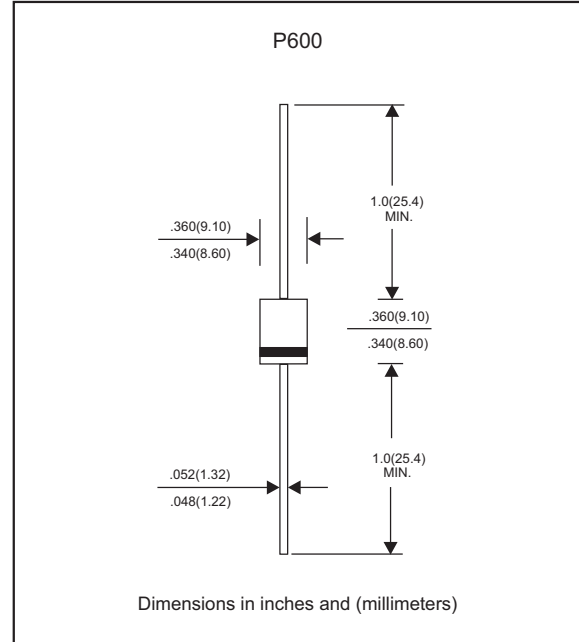 P600
1.0(25.4)
MIN.
.360(9.10)
.340(8.60)
.360(9.10)
.340(8.60)
1.0(25.4)
MIN.
.052(1.32)
.048(1.22)
Dimensions in inches and (millimeters)